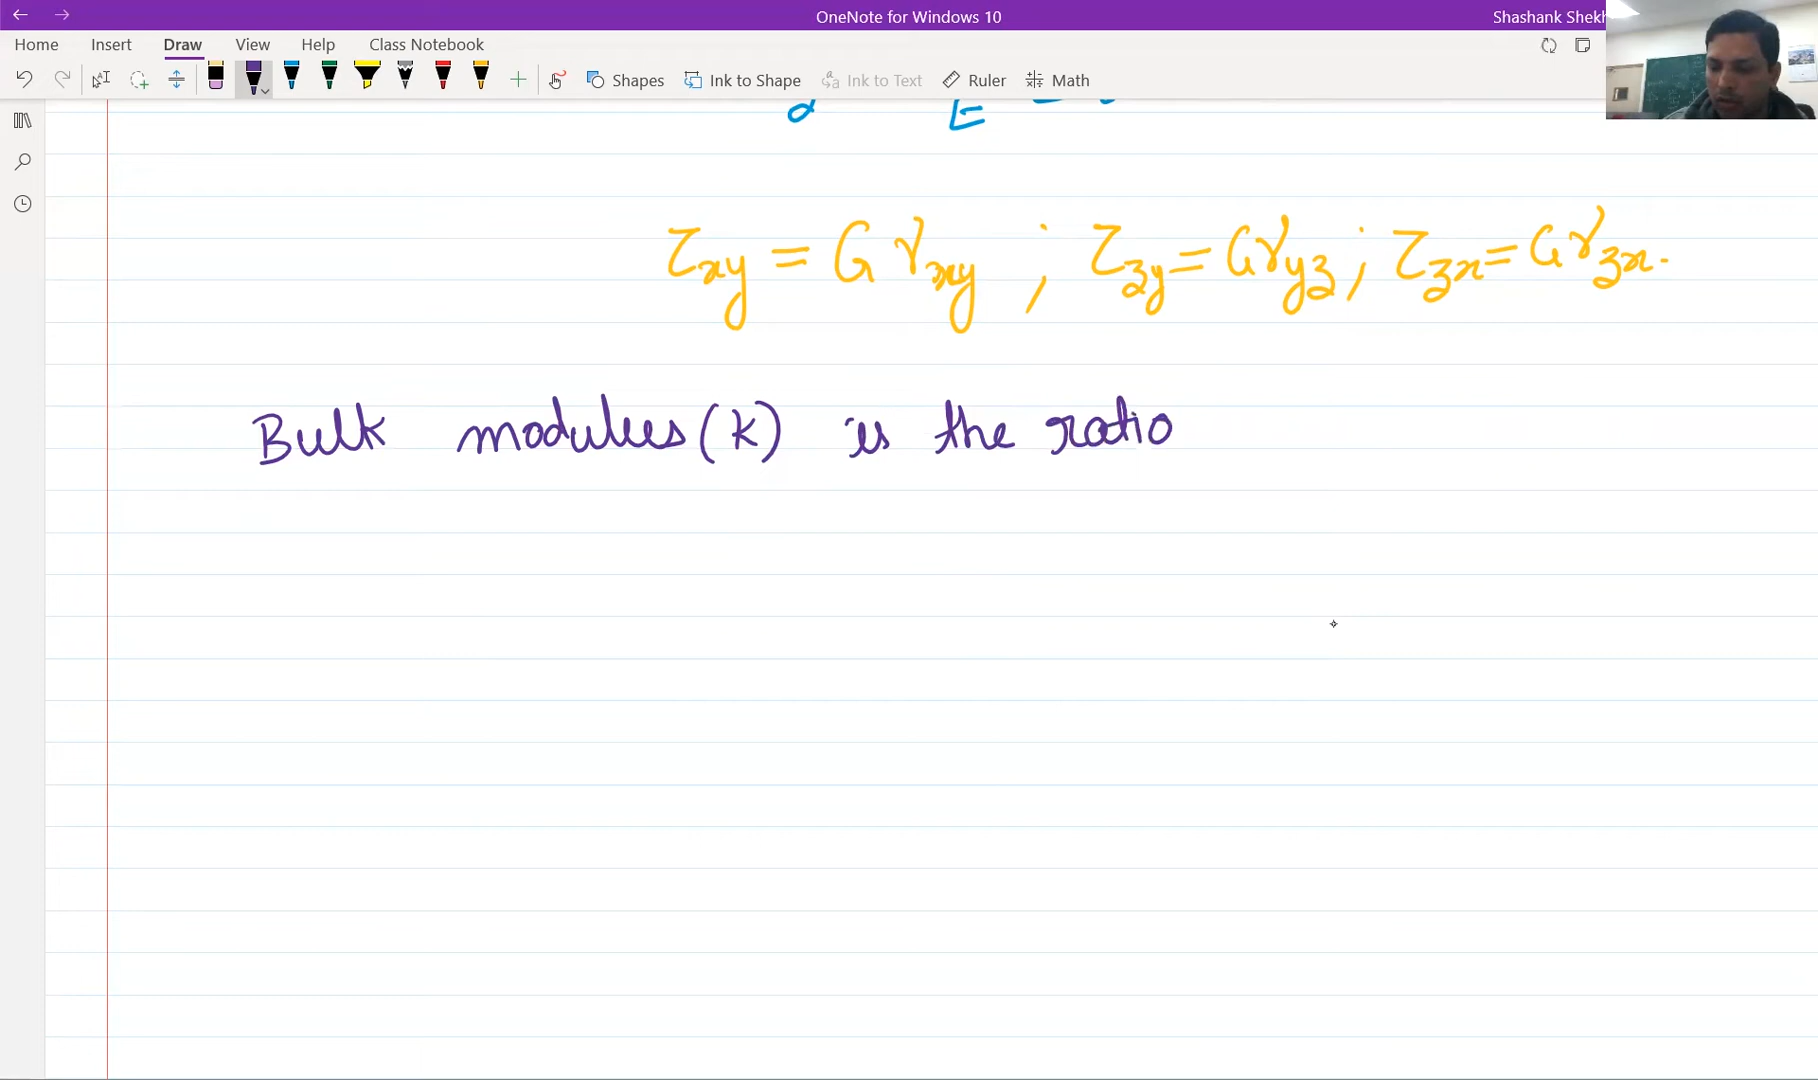 OneNote for Windows 10
Shashank Shekh
Home Insert Draw View Help Class Notebook
Shapes Ink to Shape Ink to Text Ruler Math
E
τxy = G γxy ; τzy = G γyz ; τzx = G γzx.
Bulk modulus (K) is the ratio